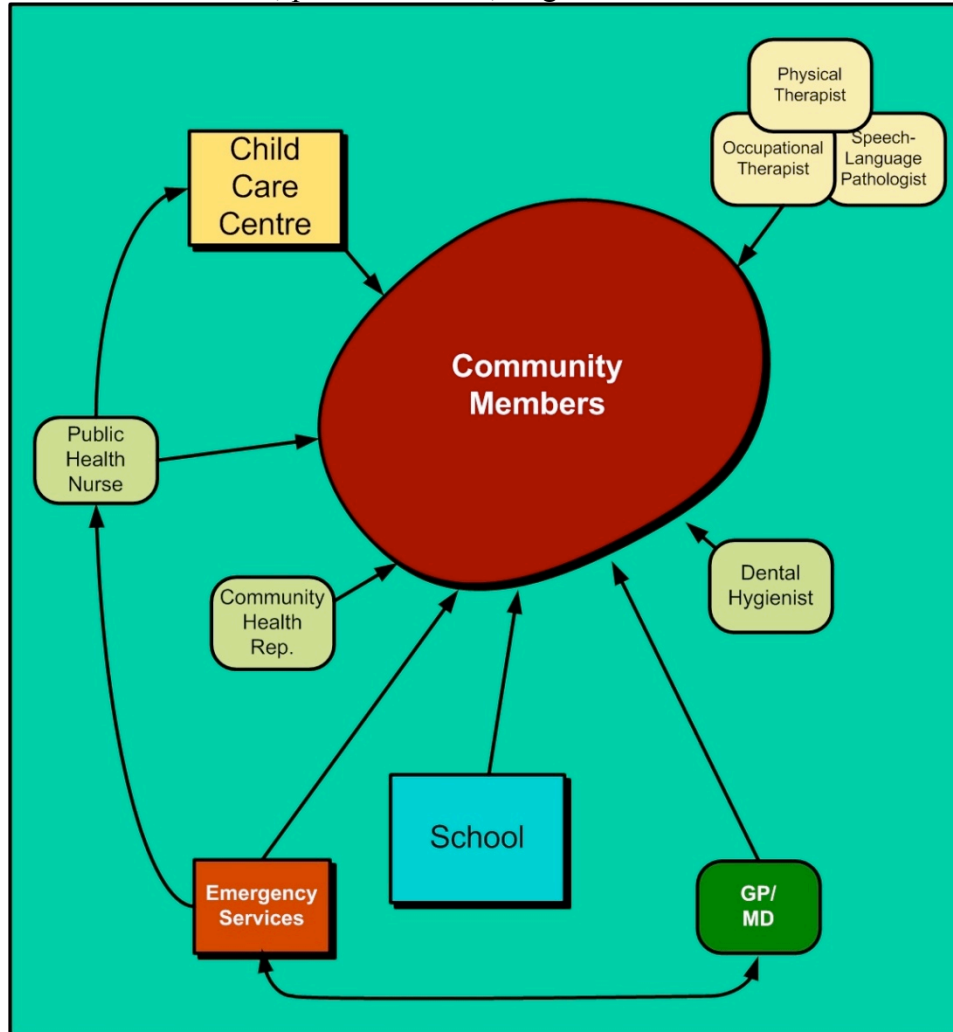 Physical
Therapist
Occupational
Therapist
Speech-
Language
Pathologist
Child
Care
Centre
Community
Members
Public
Health
Nurse
Community
Health
Rep.
Dental
Hygienist
School
Emergency
Services
GP/
MD